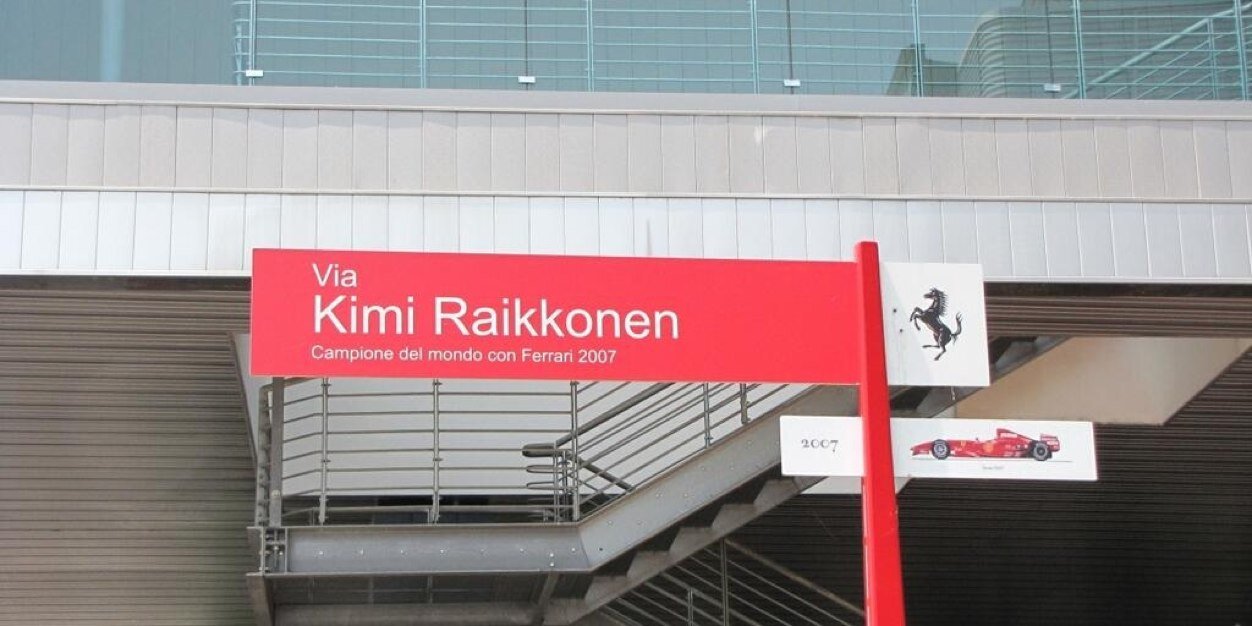 Via
Kimi Raikkonen
Campione del mondo con Ferrari 2007
2007